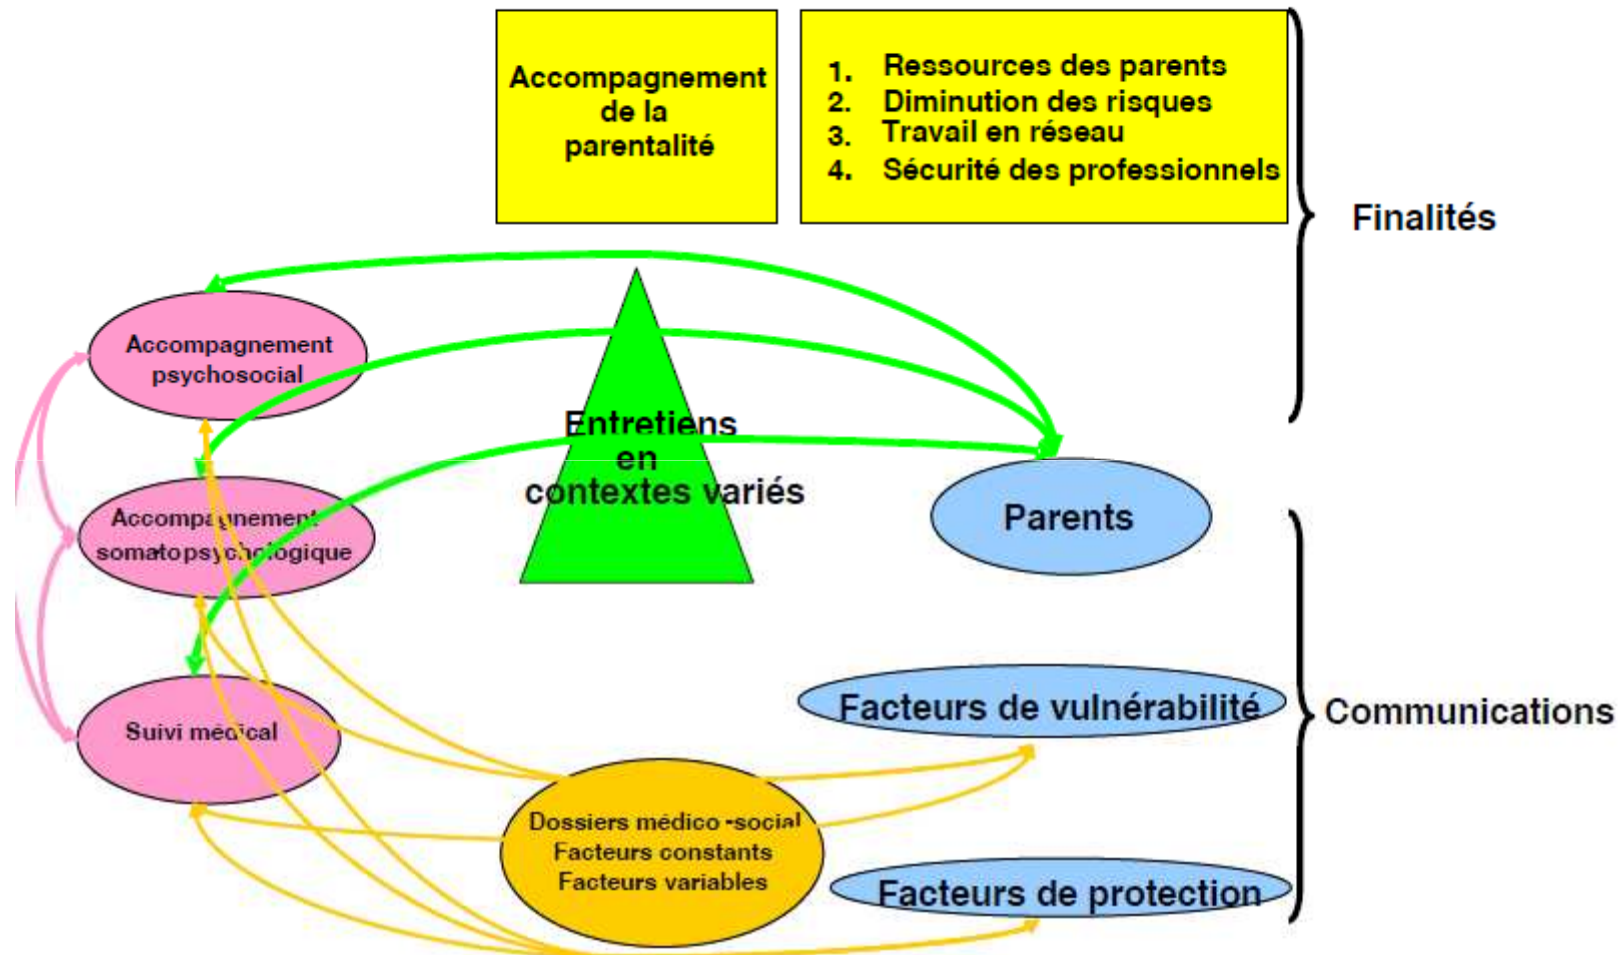 Accompagnement
de la
parentalité
1. Ressources des parents
2. Diminution des risques
3. Travail en réseau
4. Sécurité des professionnels
Finalités
Accompagnement
psychosocial
Entretiens
en
contextes variés
Parents
Accompagnement
somatopsychologique
Suivi médical
Facteurs de vulnérabilité
Communications
Dossiers médico -social
Facteurs constants
Facteurs variables
Facteurs de protection